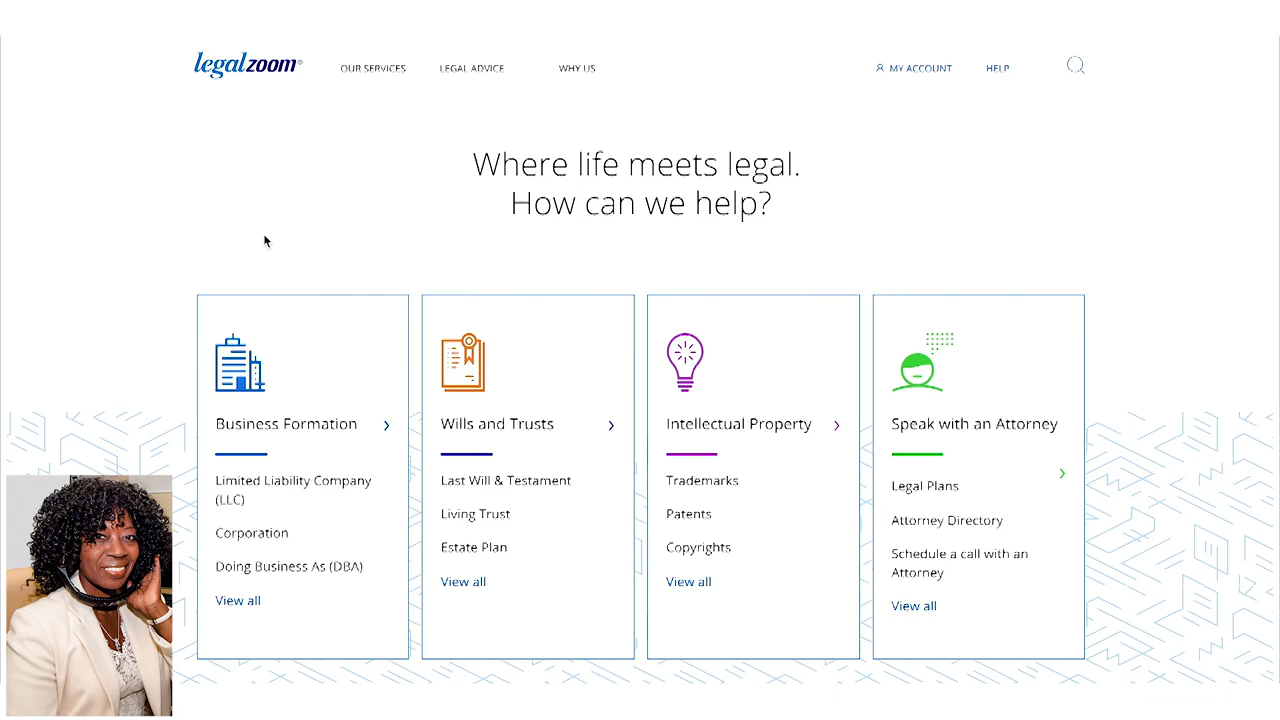 legalzoom®
OUR SERVICES
LEGAL ADVICE
WHY US
MY ACCOUNT
HELP
Where life meets legal.
How can we help?
Business Formation
Limited Liability Company
(LLC)
Corporation
Doing Business As (DBA)
View all
Wills and Trusts
Last Will & Testament
Living Trust
Estate Plan
View all
Intellectual Property
Trademarks
Patents
Copyrights
View all
Speak with an Attorney
Legal Plans
Attorney Directory
Schedule a call with an
Attorney
View all